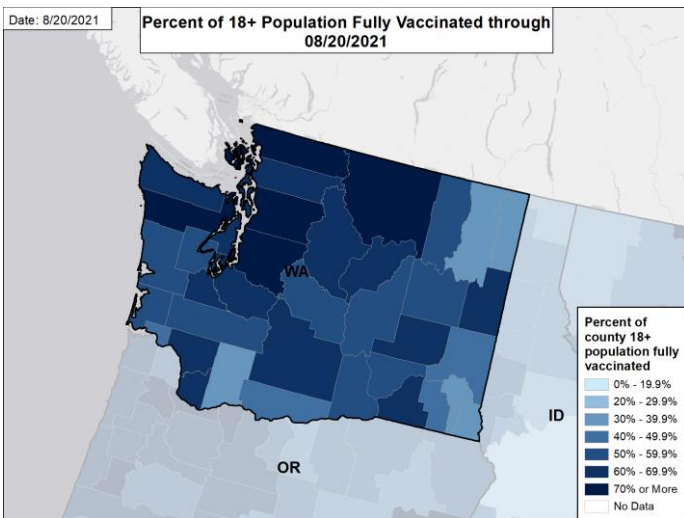 Date: 8/20/2021
Percent of 18+ Population Fully Vaccinated through
08/20/2021
WA
OR
ID
Percent of
county 18+
population fully
vaccinated
0% - 19.9%
20% - 29.9%
30% - 39.9%
40% - 49.9%
50% - 59.9%
60% - 69.9%
70% or More
No Data